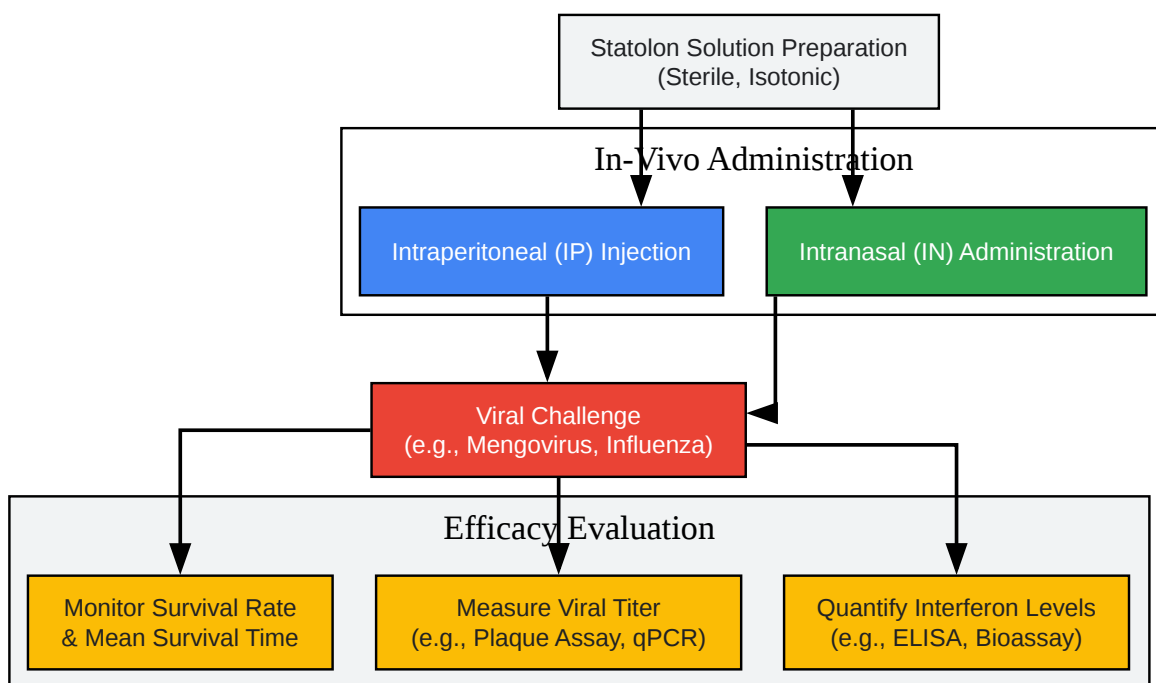 Statolon Solution Preparation
(Sterile, Isotonic)
In-Vivo Administration
Intraperitoneal (IP) Injection
Intranasal (IN) Administration
Viral Challenge
(e.g., Mengovirus, Influenza)
Efficacy Evaluation
Monitor Survival Rate
& Mean Survival Time
Measure Viral Titer
(e.g., Plaque Assay, qPCR)
Quantify Interferon Levels
(e.g., ELISA, Bioassay)